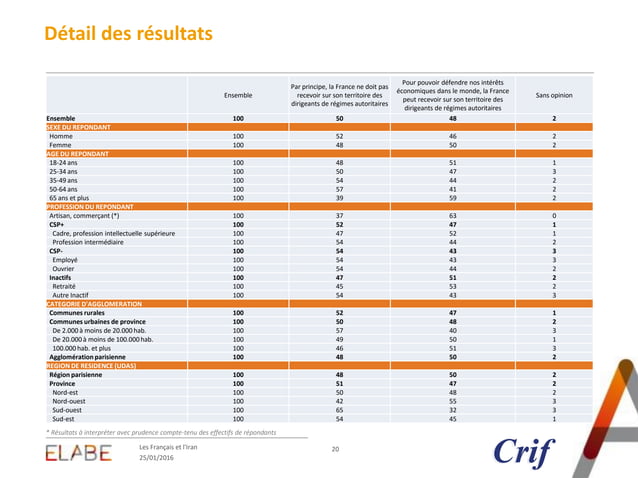 Détail des résultats
Ensemble
Par principe, la France ne doit pas
recevoir sur son territoire des
dirigeants de régimes autoritaires
Pour pouvoir défendre nos intérêts
économiques dans le monde, la France
peut recevoir sur son territoire des
dirigeants de régimes autoritaires
Sans opinion
Ensemble 100 50 48 2
SEXE DU REPONDANT
Homme 100 52 46 2
Femme 100 48 50 2
AGE DU REPONDANT
18-24 ans 100 48 51 1
25-34 ans 100 50 47 3
35-49 ans 100 54 44 2
50-64 ans 100 57 41 2
65 ans et plus 100 39 59 2
PROFESSION DU REPONDANT
Artisan, commerçant (*) 100 37 63 0
CSP+ 100 52 47 1
Cadre, profession intellectuelle supérieure 100 47 52 1
Profession intermédiaire 100 54 44 2
CSP- 100 54 43 3
Employé 100 54 43 3
Ouvrier 100 54 44 2
Inactifs 100 47 51 2
Retraité 100 45 53 2
Autre Inactif 100 54 43 3
CATEGORIE D'AGGLOMERATION
Communes rurales 100 52 47 1
Communes urbaines de province 100 50 48 2
De 2.000 à moins de 20.000 hab. 100 57 40 3
De 20.000 à moins de 100.000 hab. 100 49 50 1
100.000 hab. et plus 100 46 51 3
Agglomération parisienne 100 48 50 2
REGION DE RESIDENCE (UDA5)
Région parisienne 100 48 50 2
Province 100 51 47 2
Nord-est 100 50 48 2
Nord-ouest 100 42 55 3
Sud-ouest 100 65 32 3
Sud-est 100 54 45 1
* Résultats à interpréter avec prudence compte-tenu des effectifs de répondants
ELABE
Les Français et l'Iran
25/01/2016
20
Crif